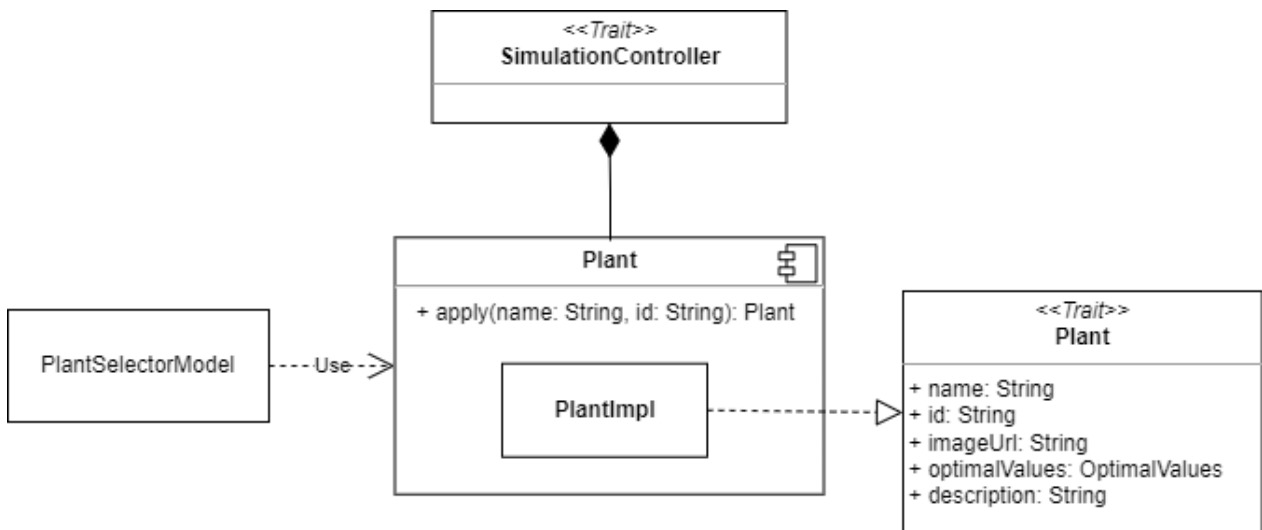 <<Trait>>
SimulationController
Plant
+ apply(name: String, id: String): Plant
PlantSelectorModel
Use
PlantImpl
<<Trait>>
Plant
+ name: String
+ id: String
+ imageUrl: String
+ optimalValues: OptimalValues
+ description: String